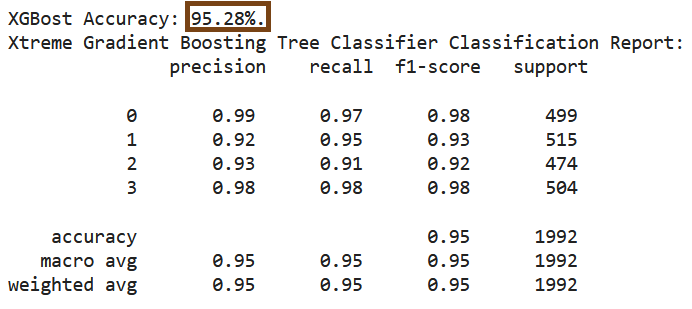 XGBost Accuracy: 95.28%.
Xtreme Gradient Boosting Tree Classifier Classification Report:
precision recall f1-score support
0 0.99 0.97 0.98 499
1 0.92 0.95 0.93 515
2 0.93 0.91 0.92 474
3 0.98 0.98 0.98 504
accuracy 0.95 1992
macro avg 0.95 0.95 0.95 1992
weighted avg 0.95 0.95 0.95 1992